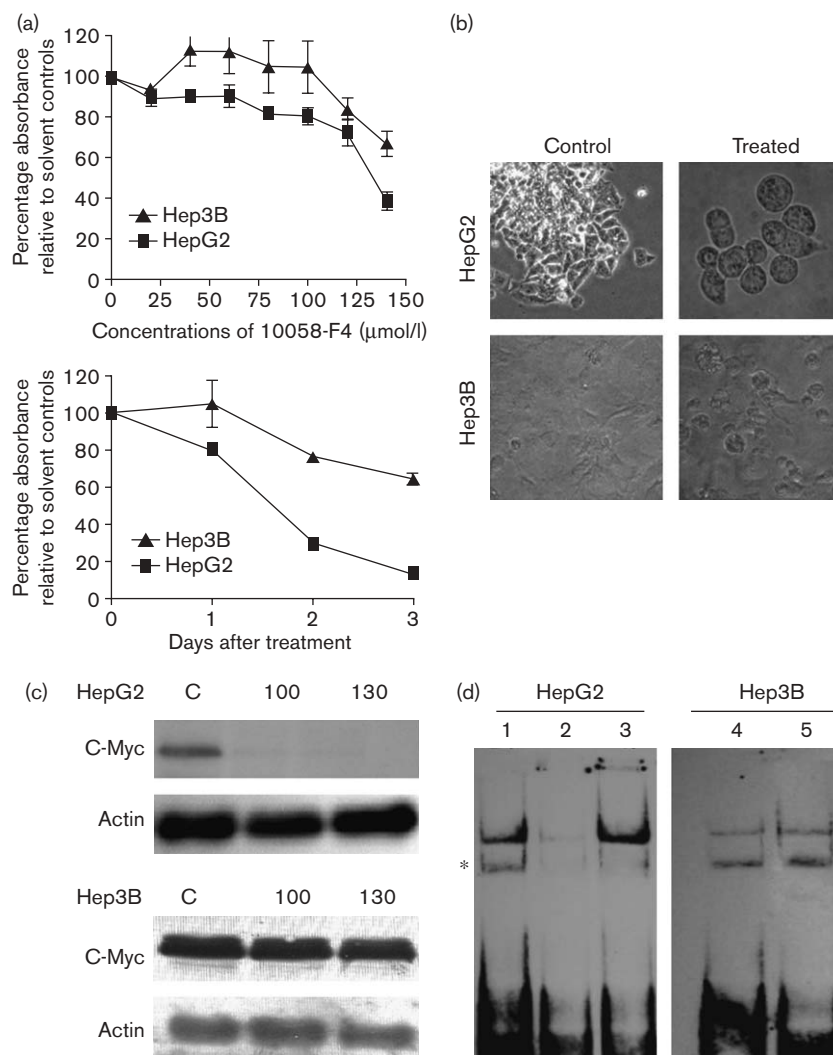 (a)
Percentage absorbance
relative to solvent controls
120
100
80
60
40
20
0
Hep3B
HepG2
0 25 50 75 100 125 150
Concentrations of 10058-F4 (μmol/l)
Percentage absorbance
relative to solvent controls
120
100
80
60
40
20
0
Hep3B
HepG2
0 1 2 3
Days after treatment
(b)
Control Treated
HepG2
Hep3B
(c)
HepG2 C 100 130
C-Myc
Actin
Hep3B C 100 130
C-Myc
Actin
(d)
HepG2 Hep3B
1 2 3 4 5
*